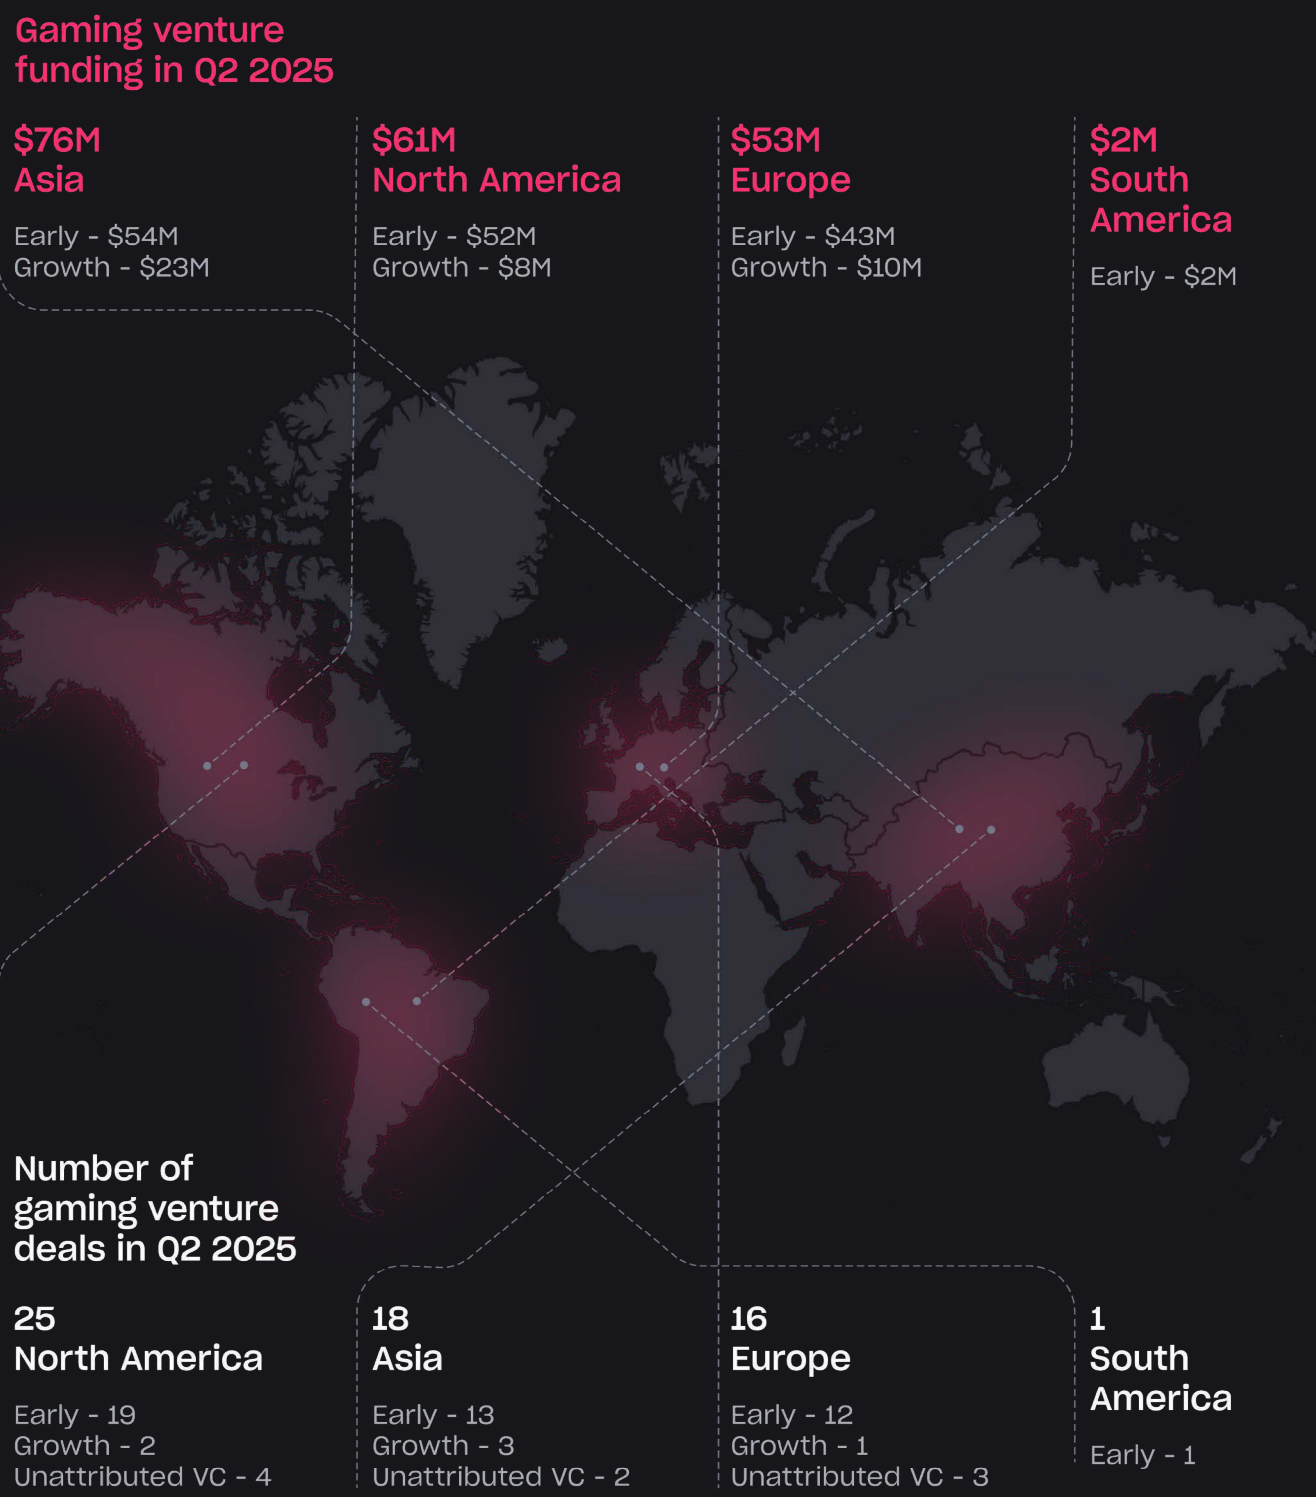 Gaming venture
funding in Q2 2025
$76M
Asia
Early - $54M
Growth - $23M
$61M
North America
Early - $52M
Growth - $8M
$53M
Europe
Early - $43M
Growth - $10M
$2M
South
America
Early - $2M
Number of
gaming venture
deals in Q2 2025
25
North America
Early - 19
Growth - 2
Unattributed VC - 4
18
Asia
Early - 13
Growth - 3
Unattributed VC - 2
16
Europe
Early - 12
Growth - 1
Unattributed VC - 3
1
South
America
Early - 1